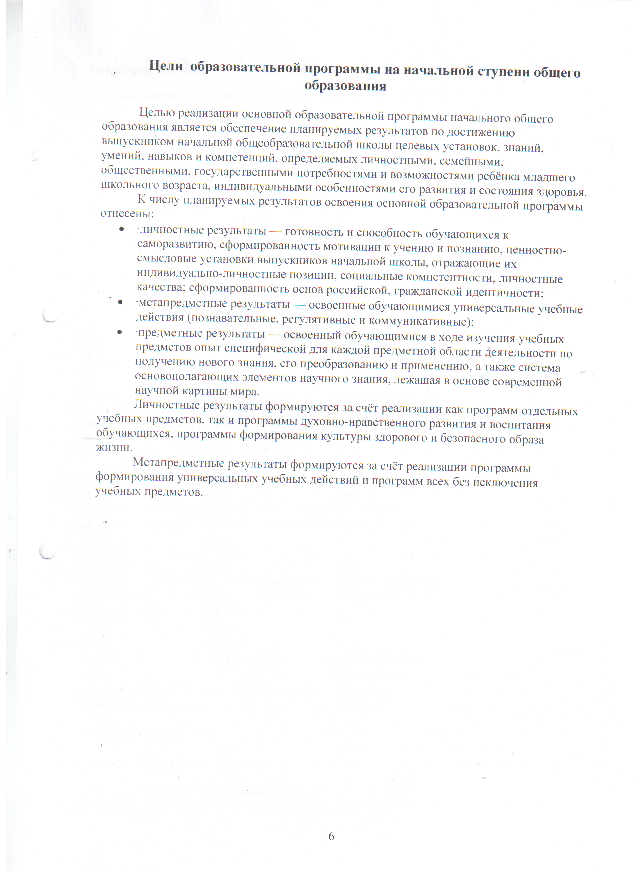 Цели образовательной программы на начальной ступени общего
образования
Целью реализации основной образовательной программы начального общего
образования является обеспечение планируемых результатов по достижению
выпускником начальной общеобразовательной школы целевых установок, знаний,
умений, навыков и компетенций, определяемых личностными, семейными,
общественными, государственными потребностями и возможностями ребёнка младшего
школьного возраста, индивидуальными особенностями его развития и состояния здоровья.
К числу планируемых результатов освоения основной образовательной программы
отнесены:
• ·личностные результаты — готовность и способность обучающихся к
саморазвитию, сформированность мотивации к учению и познанию, ценностно-
смысловые установки выпускников начальной школы, отражающие их
индивидуально-личностные позиции, социальные компетентности, личностные
качества; сформированность основ российской, гражданской идентичности;
• ·метапредметные результаты — освоенные обучающимися универсальные учебные
действия (познавательные, регулятивные и коммуникативные);
• ·предметные результаты — освоенный обучающимися в ходе изучения учебных
предметов опыт специфической для каждой предметной области деятельности по
получению нового знания, его преобразованию и применению, а также система
основополагающих элементов научного знания, лежащая в основе современной
научной картины мира.
Личностные результаты формируются за счёт реализации как программ отдельных
учебных предметов, так и программы духовно-нравственного развития и воспитания
обучающихся, программы формирования культуры здорового и безопасного образа
жизни.
Метапредметные результаты формируются за счёт реализации программы
формирования универсальных учебных действий и программ всех без исключения
учебных предметов.
6